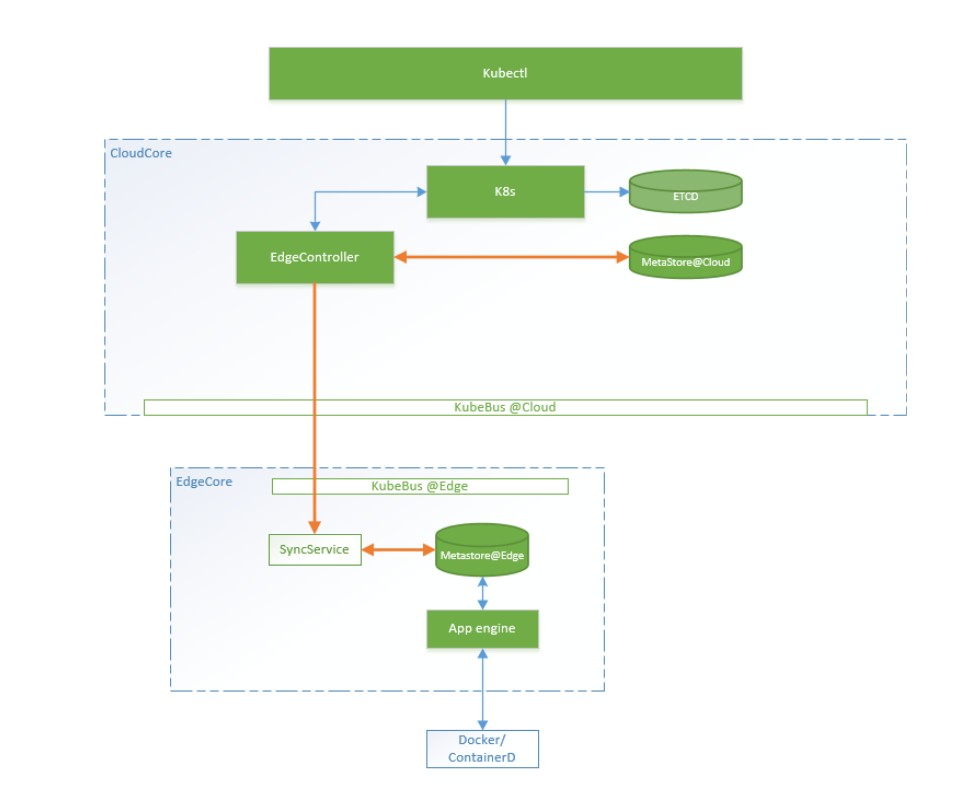 Kubectl
CloudCore
K8s
ETCD
EdgeController
MetaStore@Cloud
KubeBus @Cloud
EdgeCore
KubeBus @Edge
SyncService
Metastore@Edge
App engine
Docker/
ContainerD